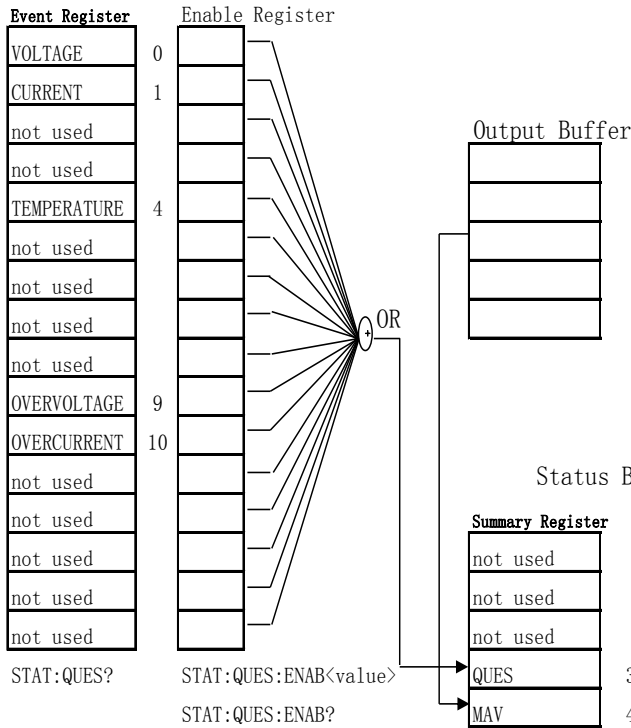 Event Register
Enable Register
VOLTAGE 0
CURRENT 1
not used
not used
TEMPERATURE 4
not used
not used
not used
not used
OVERVOLTAGE 9
OVERCURRENT 10
not used
not used
not used
not used
not used
STAT:QUES?
STAT:QUES:ENAB<value>
STAT:QUES:ENAB?
+ OR
Output Buffer
Status B
Summary Register
not used
not used
not used
QUES 3
MAV 4